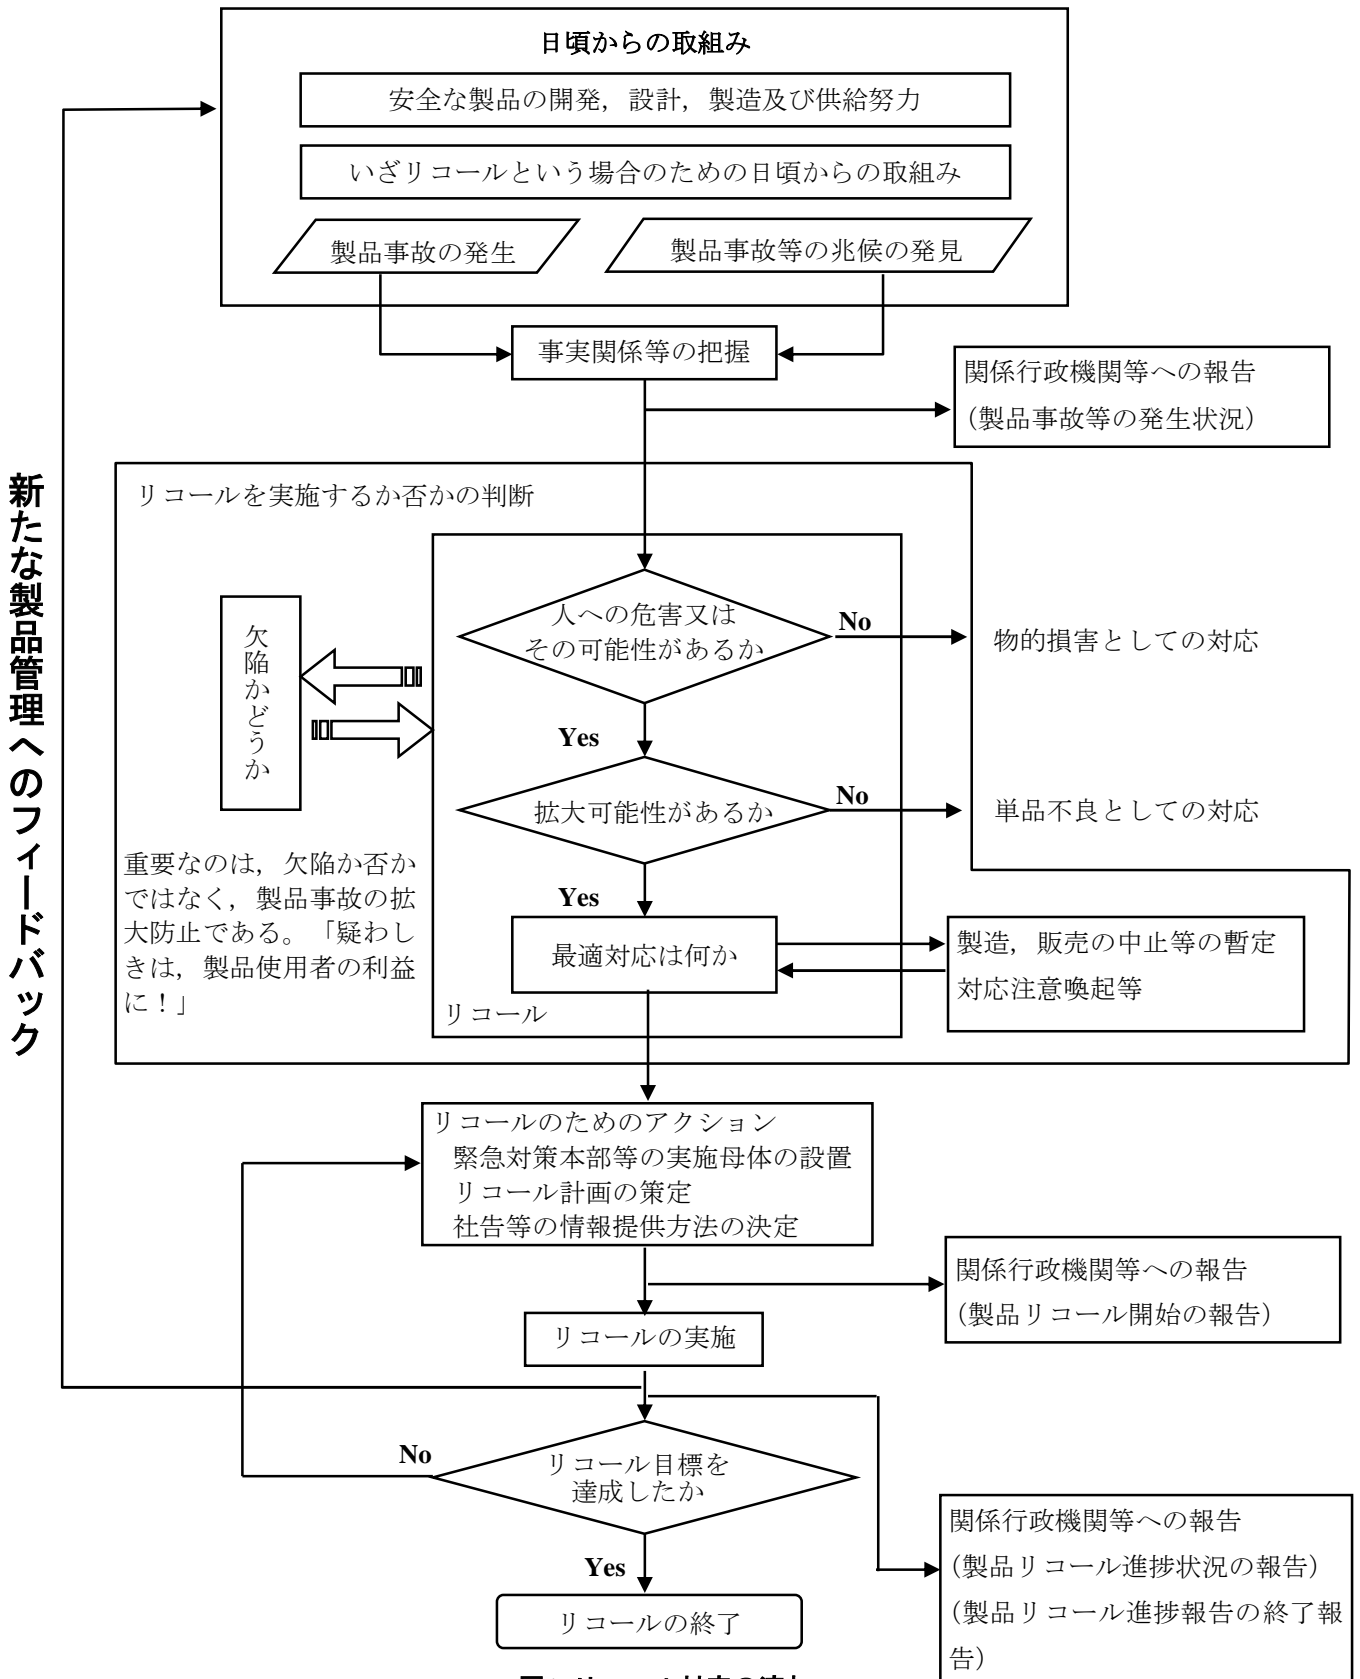 日頃からの取組み
安全な製品の開発，設計，製造及び供給努力
いざリコールという場合のための日頃からの取組み
製品事故の発生
製品事故等の兆候の発見
事実関係等の把握
関係行政機関等への報告
（製品事故等の発生状況）
新たな製品管理へのフィードバック
リコールを実施するか否かの判断
人への危害又は
その可能性があるか
No
物的損害としての対応
欠陥かどうか
Yes
拡大可能性があるか
No
単品不良としての対応
重要なのは，欠陥か否か
ではなく，製品事故の拡
大防止である。「疑わし
きは，製品使用者の利益
に！」
Yes
最適対応は何か
製造，販売の中止等の暫定
対応注意喚起等
リコール
リコールのためのアクション
緊急対策本部等の実施母体の設置
リコール計画の策定
社告等の情報提供方法の決定
関係行政機関等への報告
（製品リコール開始の報告）
リコールの実施
No
リコール目標を
達成したか
関係行政機関等への報告
（製品リコール進捗状況の報告）
（製品リコール進捗報告の終了報
告）
Yes
リコールの終了